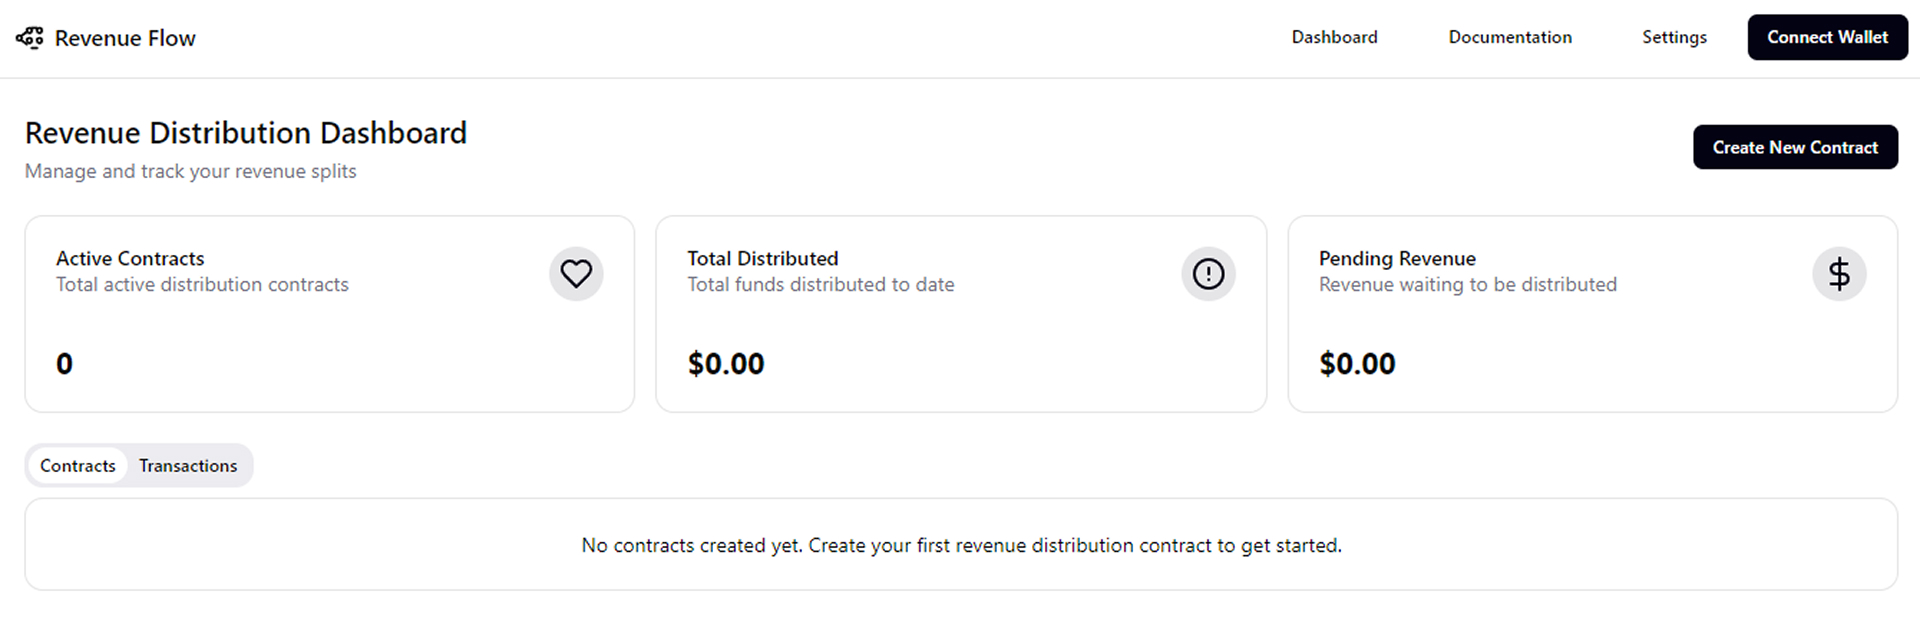 Revenue Flow
Dashboard
Documentation
Settings
Connect Wallet
Revenue Distribution Dashboard
Manage and track your revenue splits
Create New Contract
Active Contracts
Total active distribution contracts
0
Total Distributed
Total funds distributed to date
$0.00
Pending Revenue
Revenue waiting to be distributed
$0.00
Contracts
Transactions
No contracts created yet. Create your first revenue distribution contract to get started.